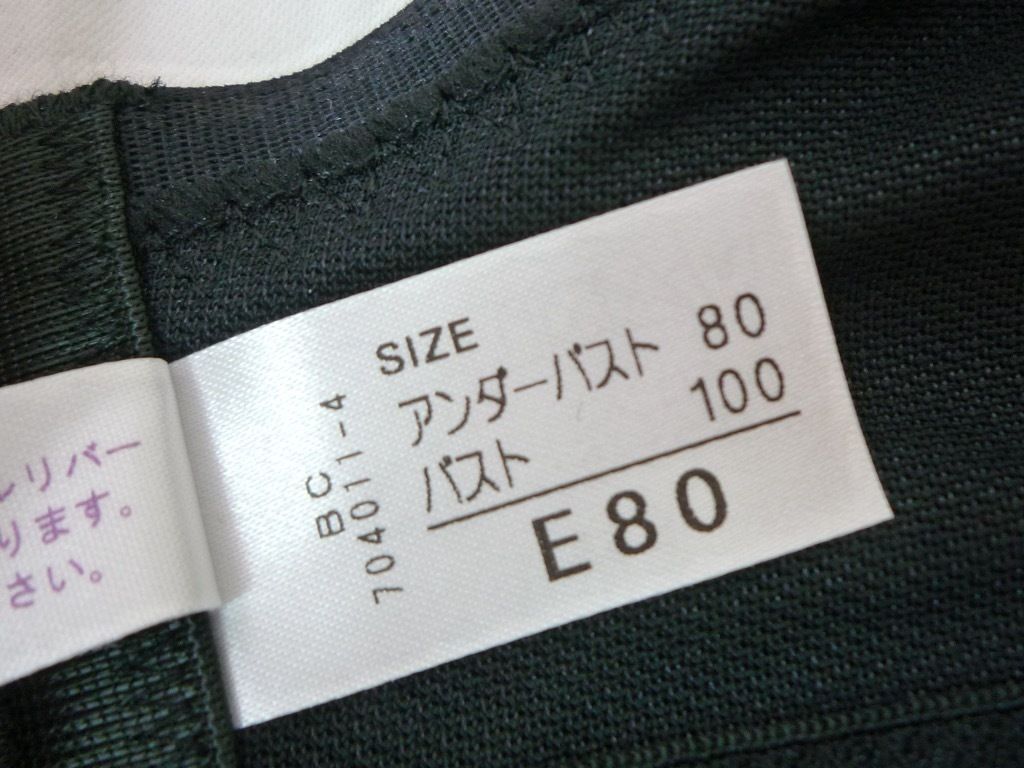 SIZE
アンダーバスト 80
バスト 100
E80
BC
704011-4
リバー
ります。
さい。